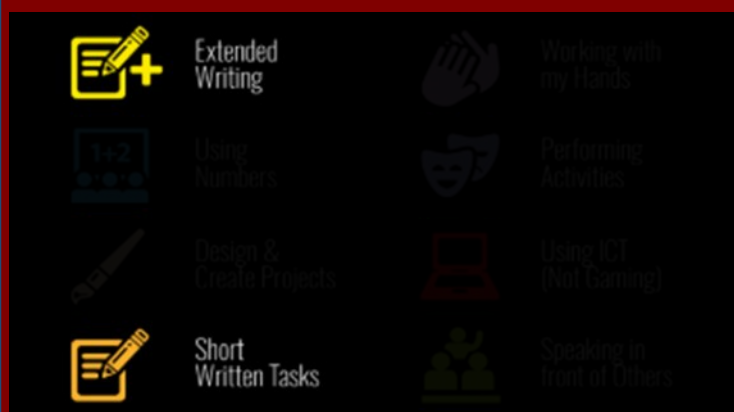 Extended
Writing
Working with
my Hands
1+2
Using
Numbers
Performing
Activities
Design &
Create Projects
Using ICT
(Not Gaming)
Short
Written Tasks
Speaking in
front of Others